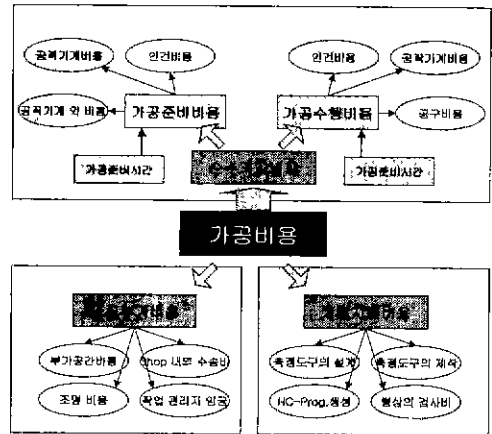 공작기계비용
인건비용
인건비용
공작기계비용
공작기계 외 비용
가공준비비용
가공수행비용
공구비용
가공준비시간
가공준비시간
가공비용
부가공간비용
Shop 내의 수송비
측정도구의 설계
측정도구의 제작
조명 비용
작업 관리자 임금
NC-Prog.생성
형상의 검사비